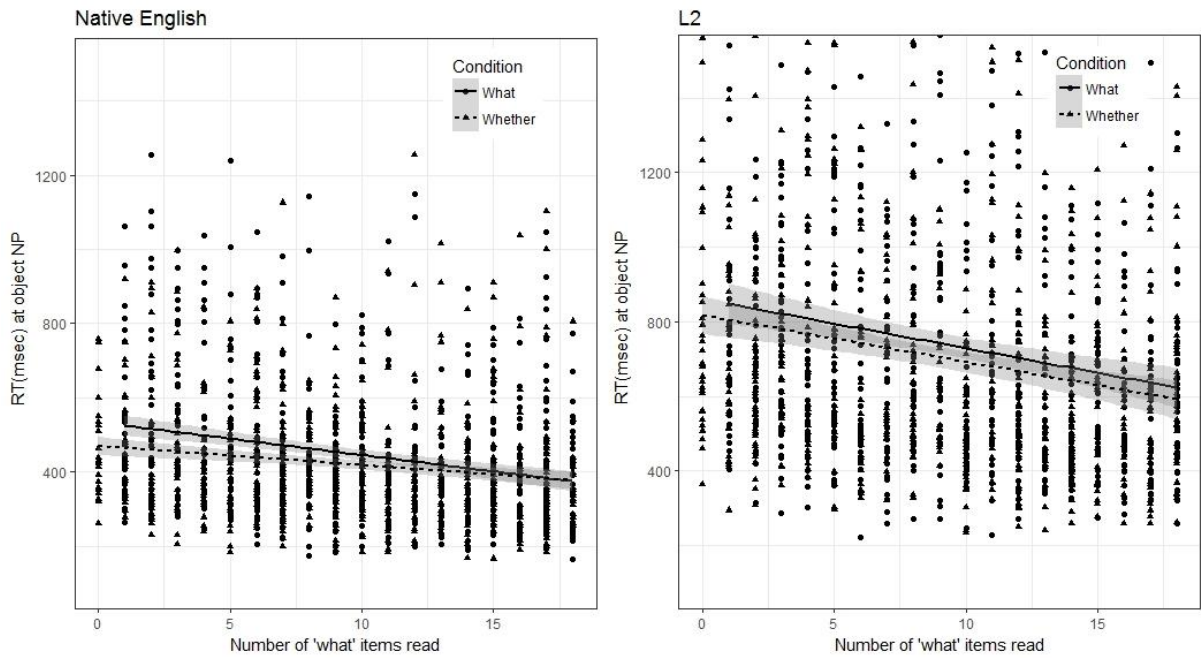 Native English
RT(msec) at object NP
1200
800
400
0
5
10
15
Number of 'what' items read
Condition
What
Whether
L2
RT(msec) at object NP
1200
800
400
0
5
10
15
Number of 'what' items read
Condition
What
Whether